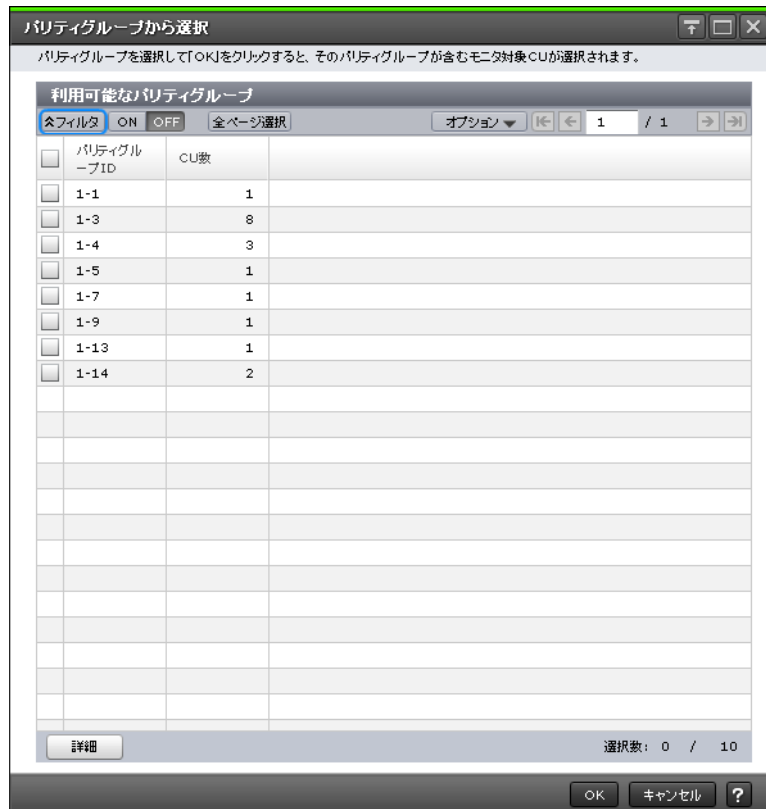 パリティグループから選択
パリティグループを選択して「OK」をクリックすると、そのパリティグループが含むモニタ対象CUが選択されます。
利用可能なパリティグループ
フィルタ ON OFF 全ページ選択 オプション 1 / 1
パリティグル
ープID
CU数
1-1 1
1-3 8
1-4 3
1-5 1
1-7 1
1-9 1
1-13 1
1-14 2
詳細 選択数: 0 / 10
OK キャンセル ?